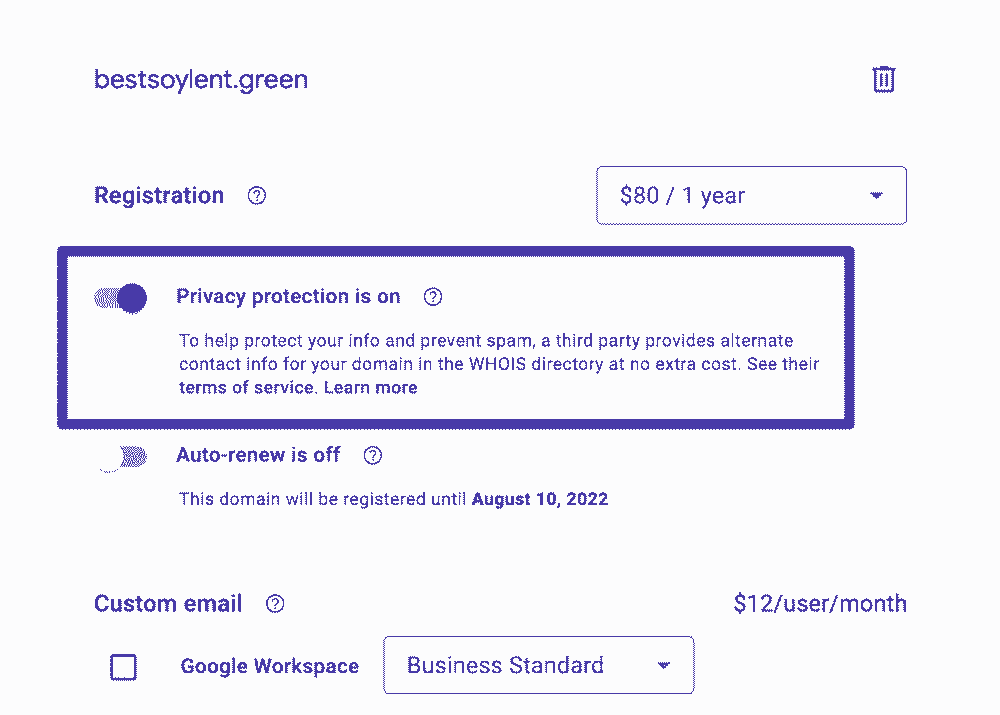 bestsoylent.green
Registration
$80 / 1 year
Privacy protection is on
To help protect your info and prevent spam, a third party provides alternate
contact info for your domain in the WHOIS directory at no extra cost. See their
terms of service. Learn more
Auto-renew is off
This domain will be registered until August 10, 2022
Custom email
$12/user/month
Google Workspace
Business Standard